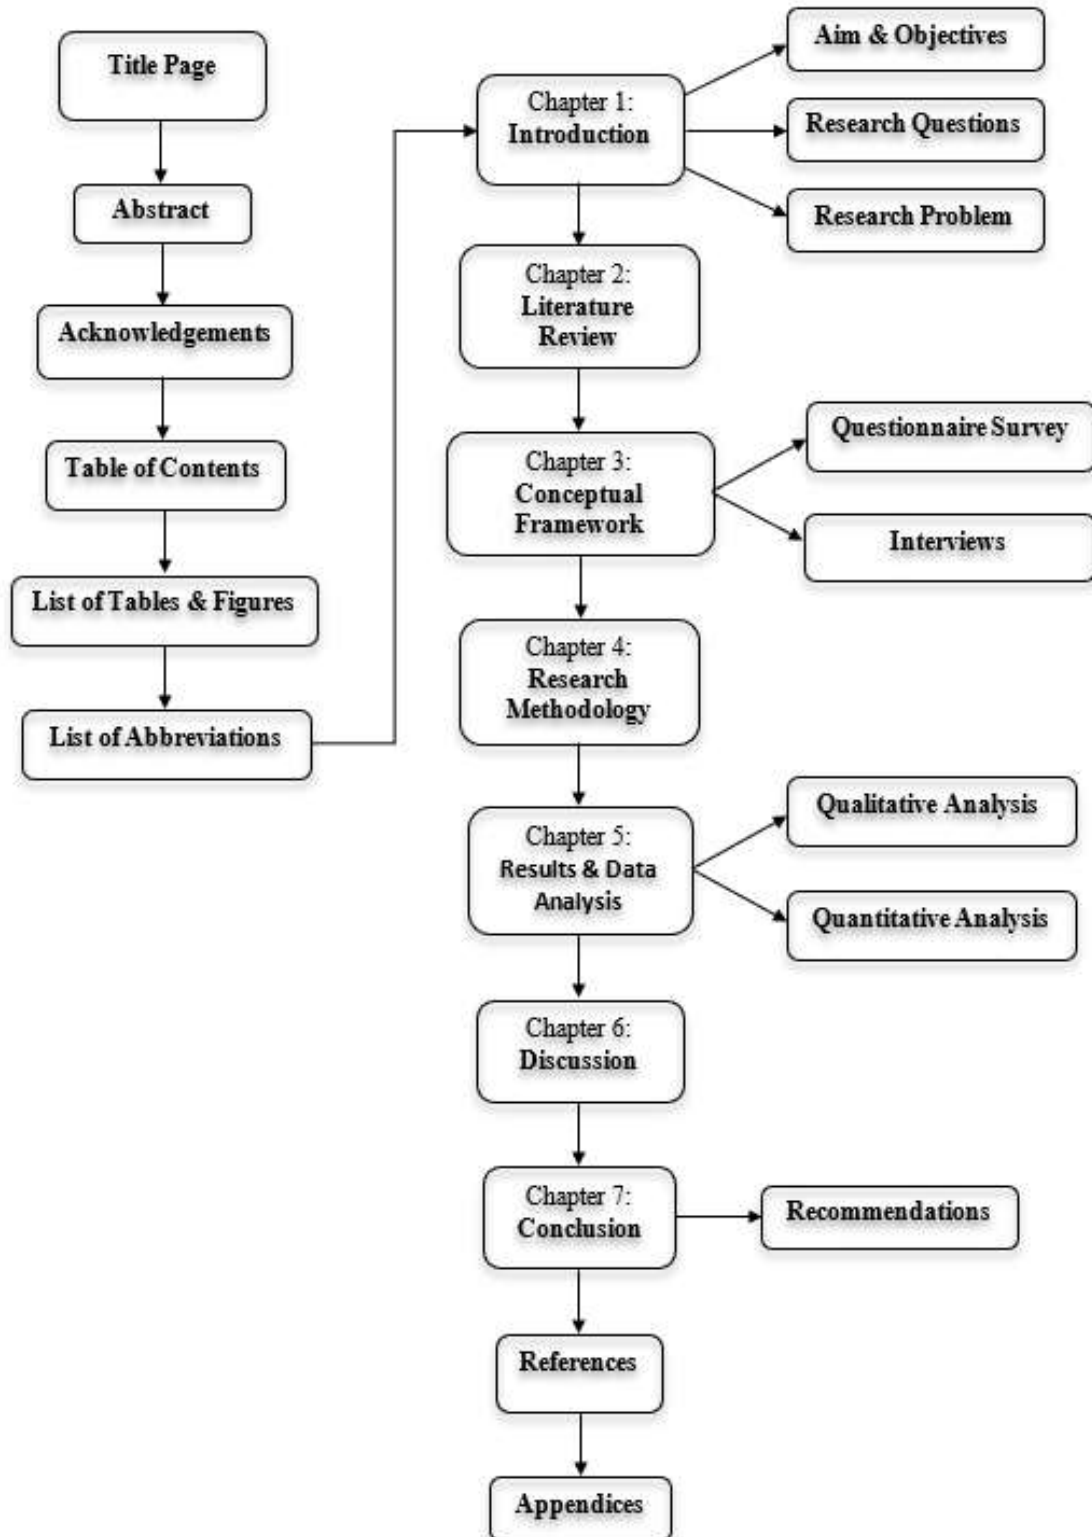 Title Page
Abstract
Acknowledgements
Table of Contents
List of Tables & Figures
List of Abbreviations
Chapter 1:
Introduction
Aim & Objectives
Research Questions
Research Problem
Chapter 2:
Literature
Review
Chapter 3:
Conceptual
Framework
Questionnaire Survey
Interviews
Chapter 4:
Research
Methodology
Chapter 5:
Results & Data
Analysis
Qualitative Analysis
Quantitative Analysis
Chapter 6:
Discussion
Chapter 7:
Conclusion
Recommendations
References
Appendices